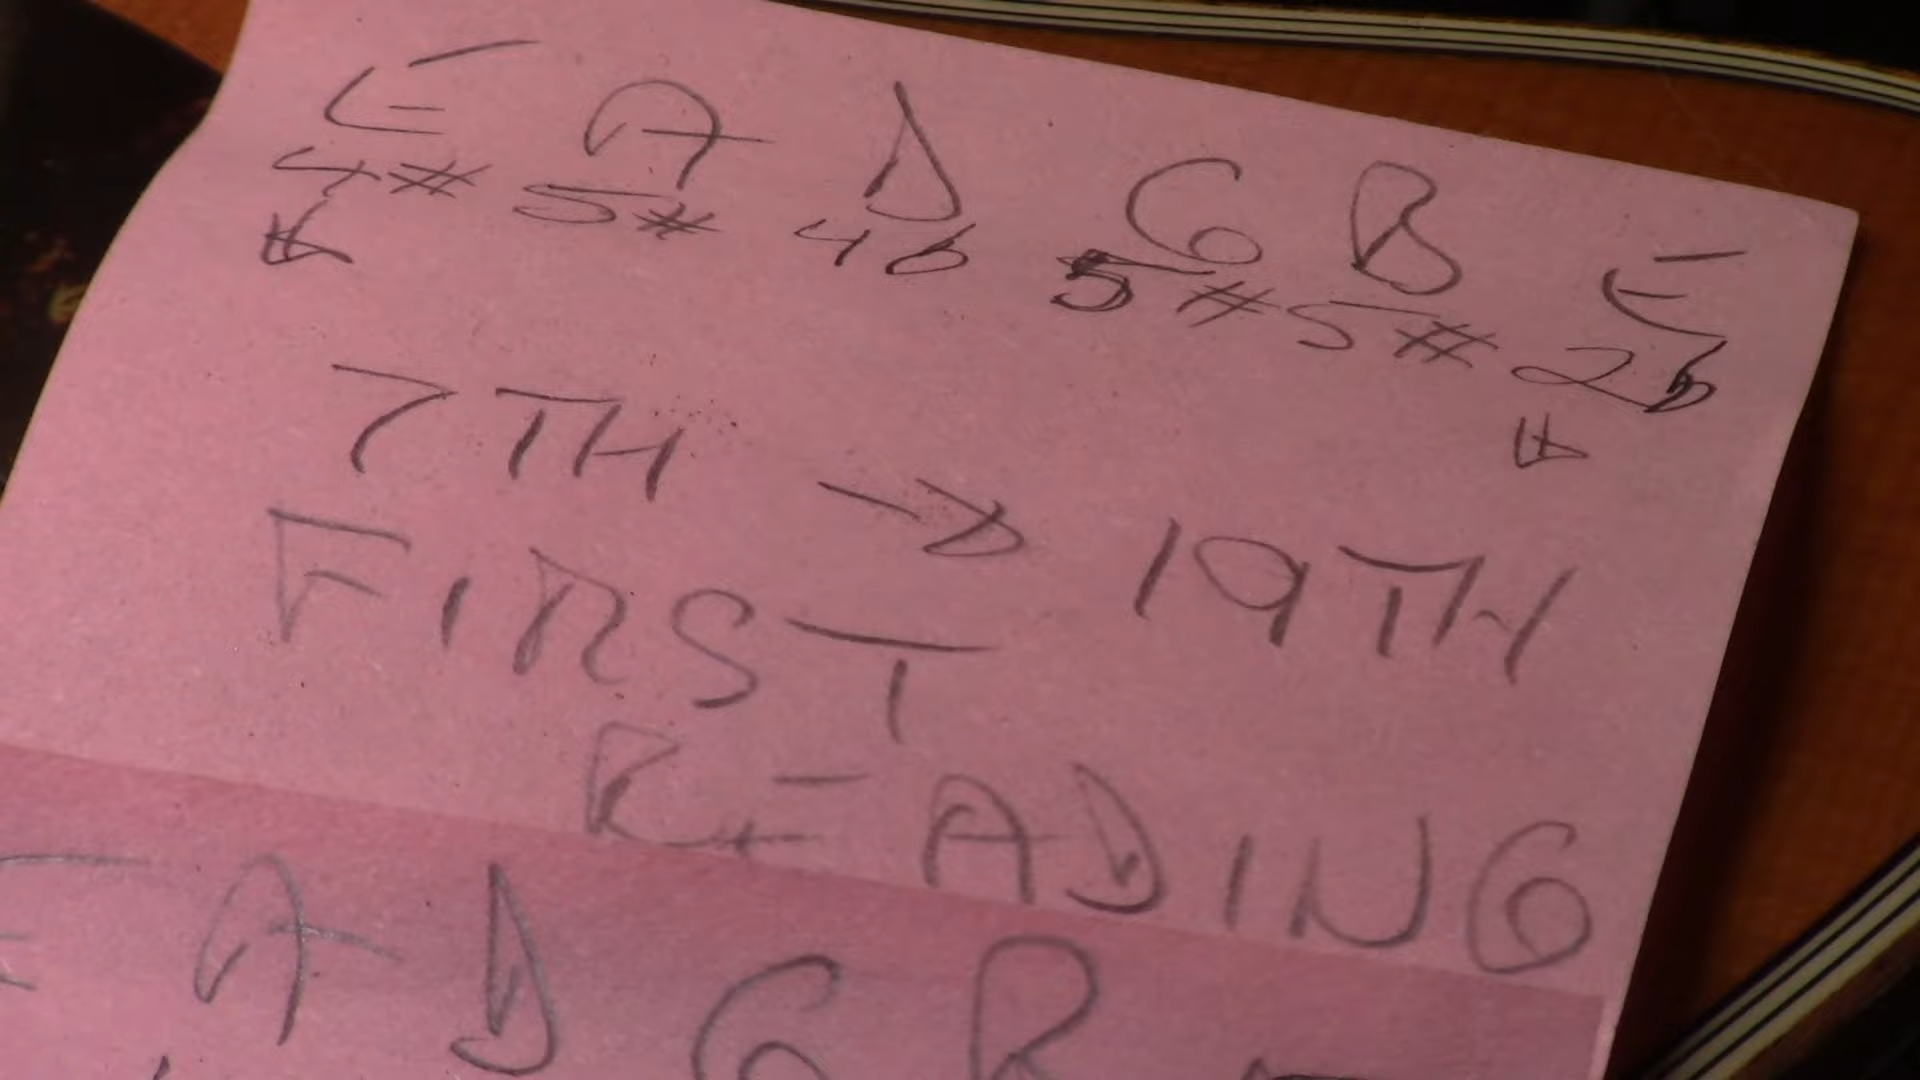 E A D G B E
4# 5# 4b 5# 5# 2b
7TH → 19TH
FIRST
READING
E A D G B